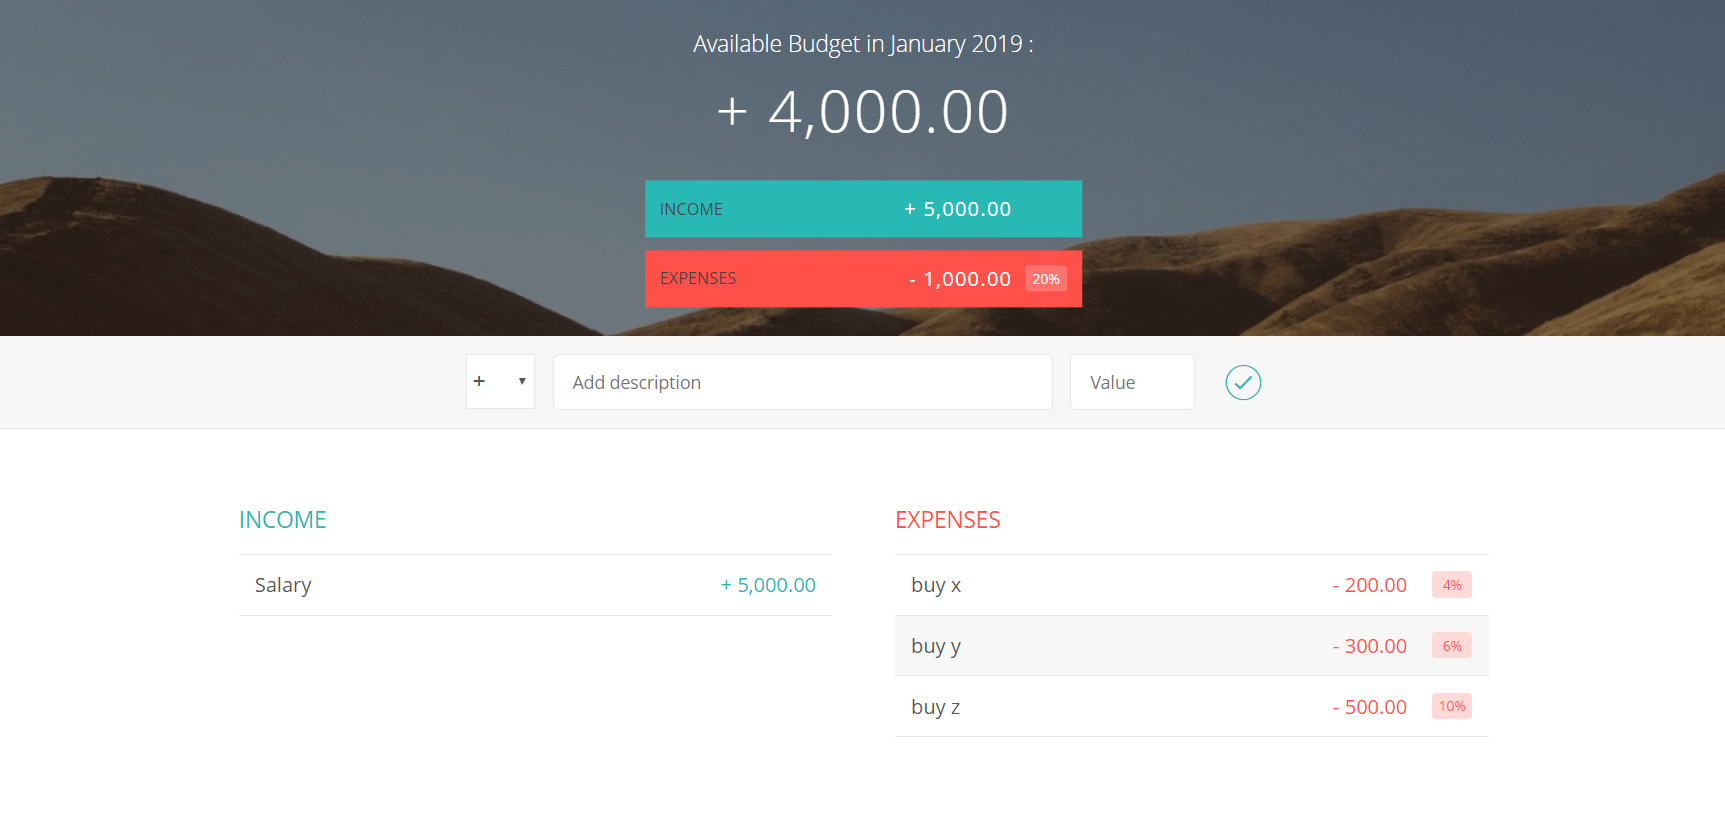 Available Budget in January 2019 :
+ 4,000.00
INCOME + 5,000.00
EXPENSES - 1,000.00 20%
+ Add description Value
INCOME
Salary + 5,000.00
EXPENSES
buy x - 200.00 4%
buy y - 300.00 6%
buy z - 500.00 10%